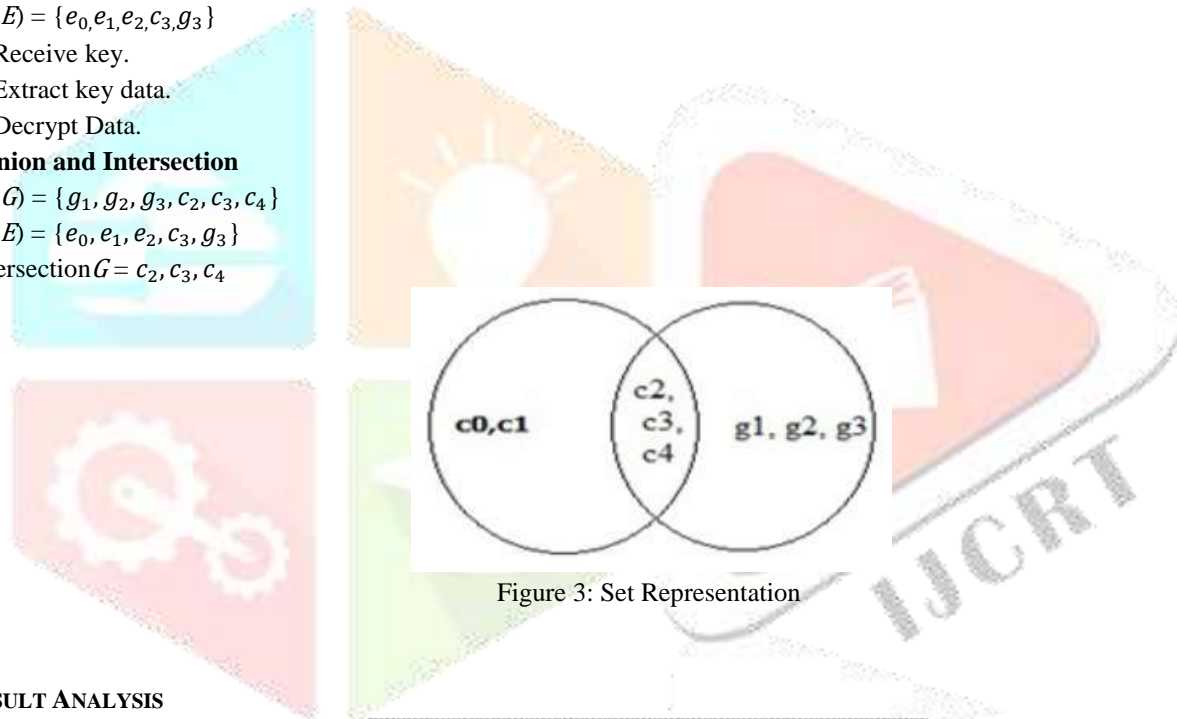 E) = {e₀,e₁,e₂,c₃,g₃}
Receive key.
Extract key data.
Decrypt Data.
nion and Intersection
G) = {g₁, g₂, g₃, c₂, c₃, c₄}
E) = {e₀, e₁, e₂, c₃, g₃}
ersectionG = c₂, c₃, c₄
c0,c1
c2,
c3,
c4
g1, g2, g3
Figure 3: Set Representation
IJCRT
SULT ANALYSIS